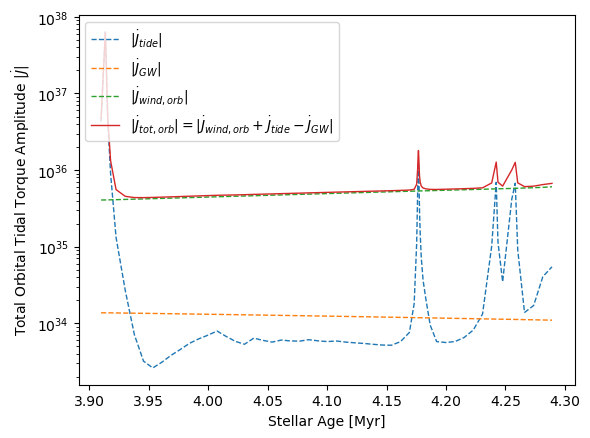 10^38
10^37
10^36
10^35
10^34
Total Orbital Tidal Torque Amplitude |J̇|
|J̇_tide|
|J̇_GW|
|J̇_wind,orb|
|J̇_tot,orb| = |J̇_wind,orb + J̇_tide − J̇_GW|
3.90 3.95 4.00 4.05 4.10 4.15 4.20 4.25 4.30
Stellar Age [Myr]